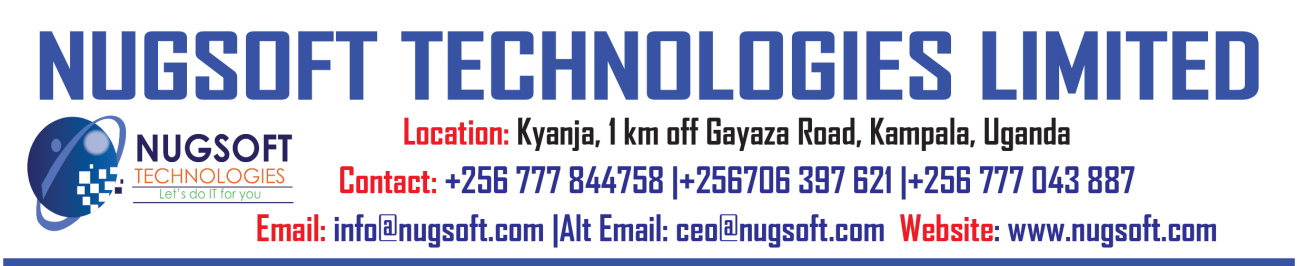 NUGSOFT TECHNOLOGIES LIMITED
Location: Kyanja, 1 km off Gayaza Road, Kampala, Uganda
NUGSOFT
TECHNOLOGIES
Let's do IT for you
Contact: +256 777 844758 |+256706 397 621 |+256 777 043 887
Email: info@nugsoft.com |Alt Email: ceo@nugsoft.com Website: www.nugsoft.com